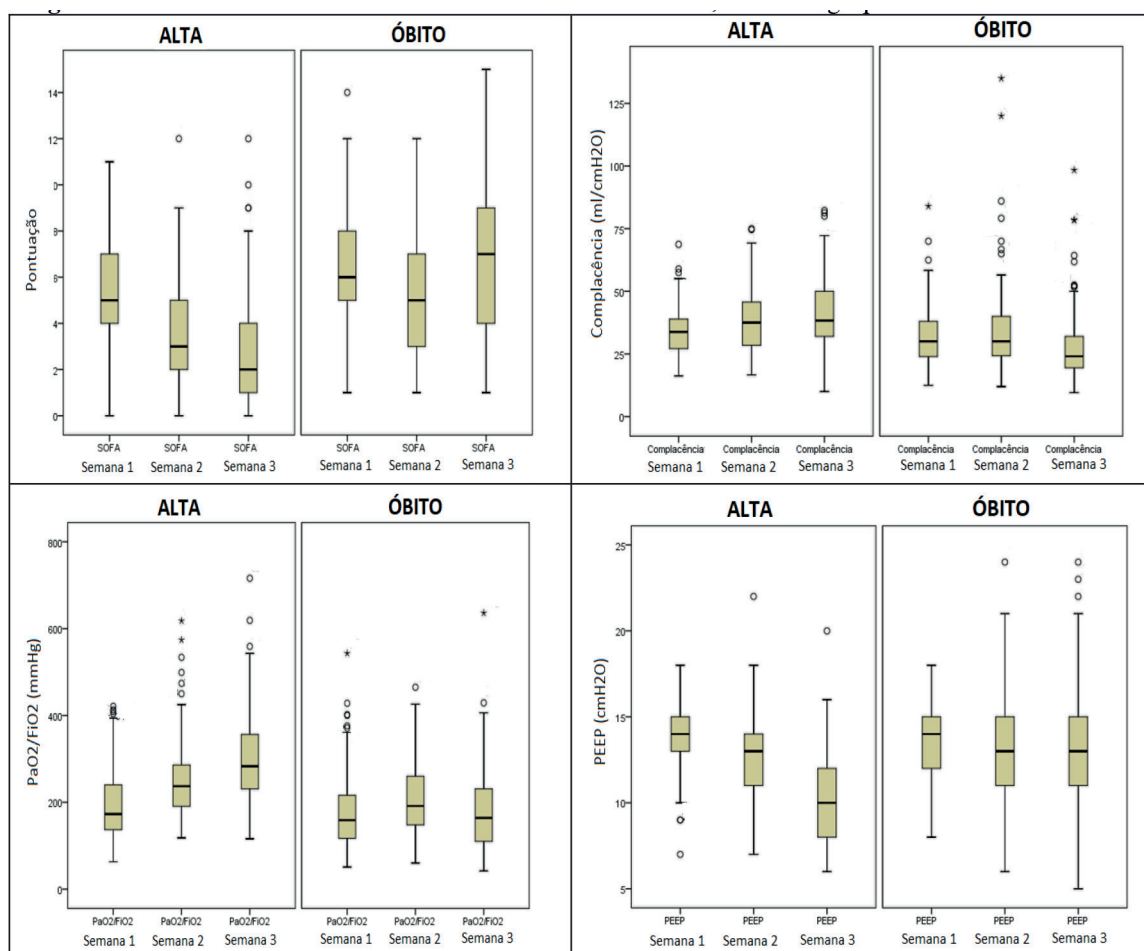 ALTA
ÓBITO
Pontuação
14
12
8
6
4
2
0
SOFA SOFA SOFA SOFA SOFA SOFA
Semana 1 Semana 2 Semana 3 Semana 1 Semana 2 Semana 3
ALTA
ÓBITO
Complacência (ml/cmH2O)
125
100
75
50
25
0
Complacência Complacência Complacência Complacência Complacência Complacência
Semana 1 Semana 2 Semana 3 Semana 1 Semana 2 Semana 3
ALTA
ÓBITO
PaO2/FiO2 (mmHg)
800
600
400
200
0
PaO2/FiO2 PaO2/FiO2 PaO2/FiO2 PaO2/FiO2 PaO2/FiO2 PaO2/FiO2
Semana 1 Semana 2 Semana 3 Semana 1 Semana 2 Semana 3
ALTA
ÓBITO
PEEP (cmH2O)
25
20
15
10
5
PEEP PEEP PEEP PEEP PEEP PEEP
Semana 1 Semana 2 Semana 3 Semana 1 Semana 2 Semana 3